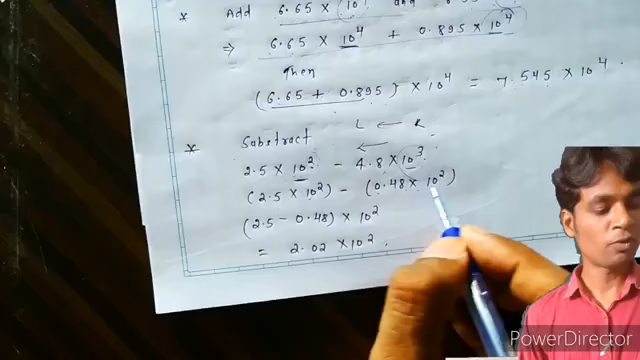 * Add 6.65 × 10 and
⇒ 6.65 × 10⁴ + 0.895 × 10⁴
Then
(6.65 + 0.895) × 10⁴ = 7.545 × 10⁴.
* Sabstract L ← R
2.5 × 10² - 4.8 × 10³.
(2.5 × 10²) - (0.48 × 10²)
(2.5 - 0.48) × 10²
= 2.02 × 10².
PowerDirector